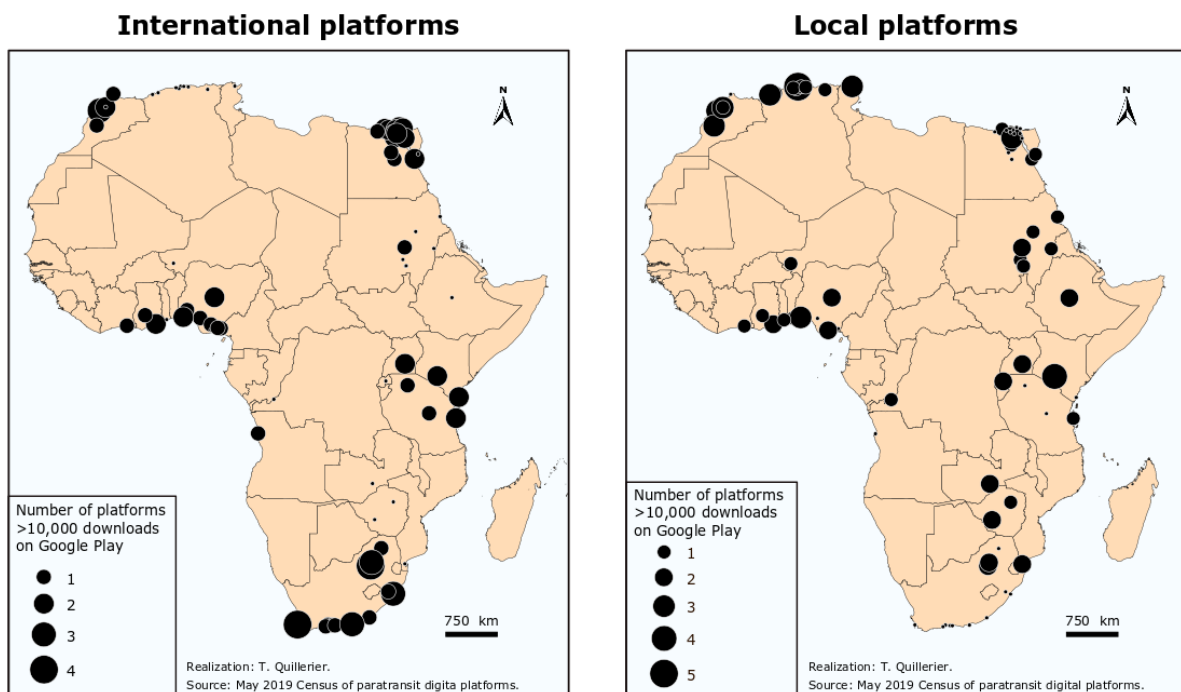 International platforms
N
Number of platforms
>10,000 downloads
on Google Play
1
2
3
4
750 km
Realization: T. Quillerier.
Source: May 2019 Census of paratransit digita platforms.
Local platforms
N
Number of platforms
>10,000 downloads
on Google Play
1
2
3
4
5
750 km
Realization: T. Quillerier.
Source: May 2019 Census of paratransit digital platforms.